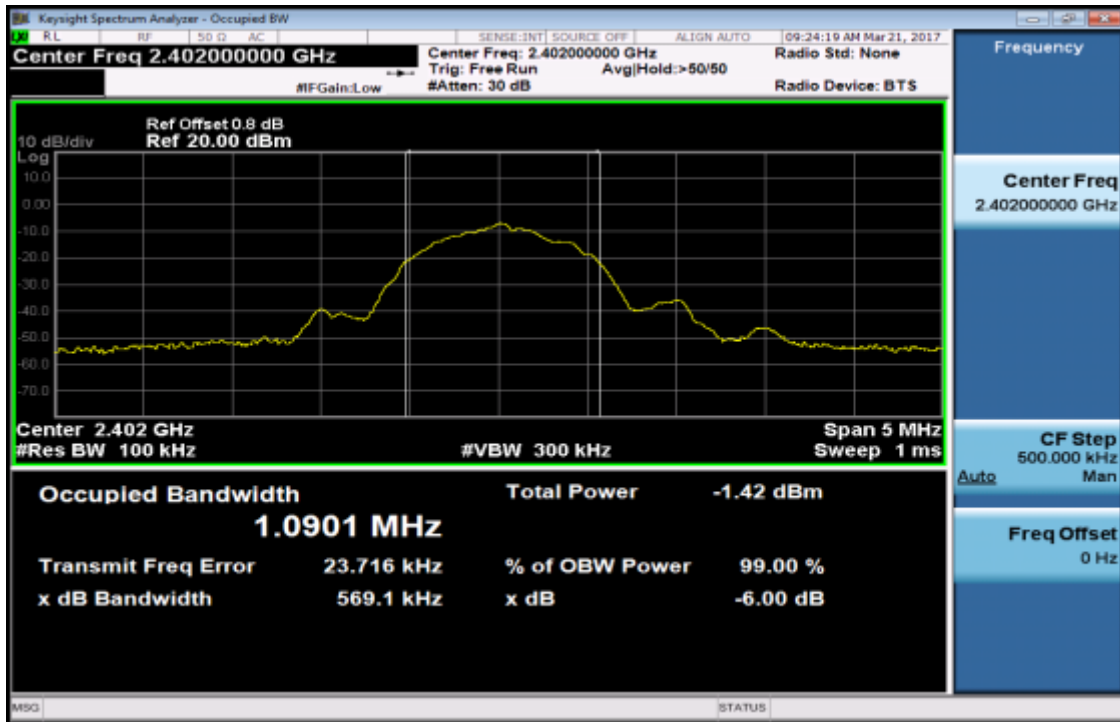 Keysight Spectrum Analyzer - Occupied BW
RL RF 50 Ω AC SENSE:INT SOURCE OFF ALIGN AUTO 09:24:19 AM Mar 21, 2017
Center Freq 2.402000000 GHz
Center Freq: 2.402000000 GHz Radio Std: None
Trig: Free Run Avg|Hold:>50/50
#IFGain:Low #Atten: 30 dB Radio Device: BTS
Ref Offset 0.8 dB
10 dB/div Ref 20.00 dBm
Log
10.0
0.00
-10.0
-20.0
-30.0
-40.0
-50.0
-60.0
-70.0
Center 2.402 GHz Span 5 MHz
#Res BW 100 kHz #VBW 300 kHz Sweep 1 ms
Occupied Bandwidth Total Power -1.42 dBm
1.0901 MHz
Transmit Freq Error 23.716 kHz % of OBW Power 99.00 %
x dB Bandwidth 569.1 kHz x dB -6.00 dB
MSG STATUS
Frequency
Center Freq
2.402000000 GHz
CF Step
500.000 kHz
Auto Man
Freq Offset
0 Hz